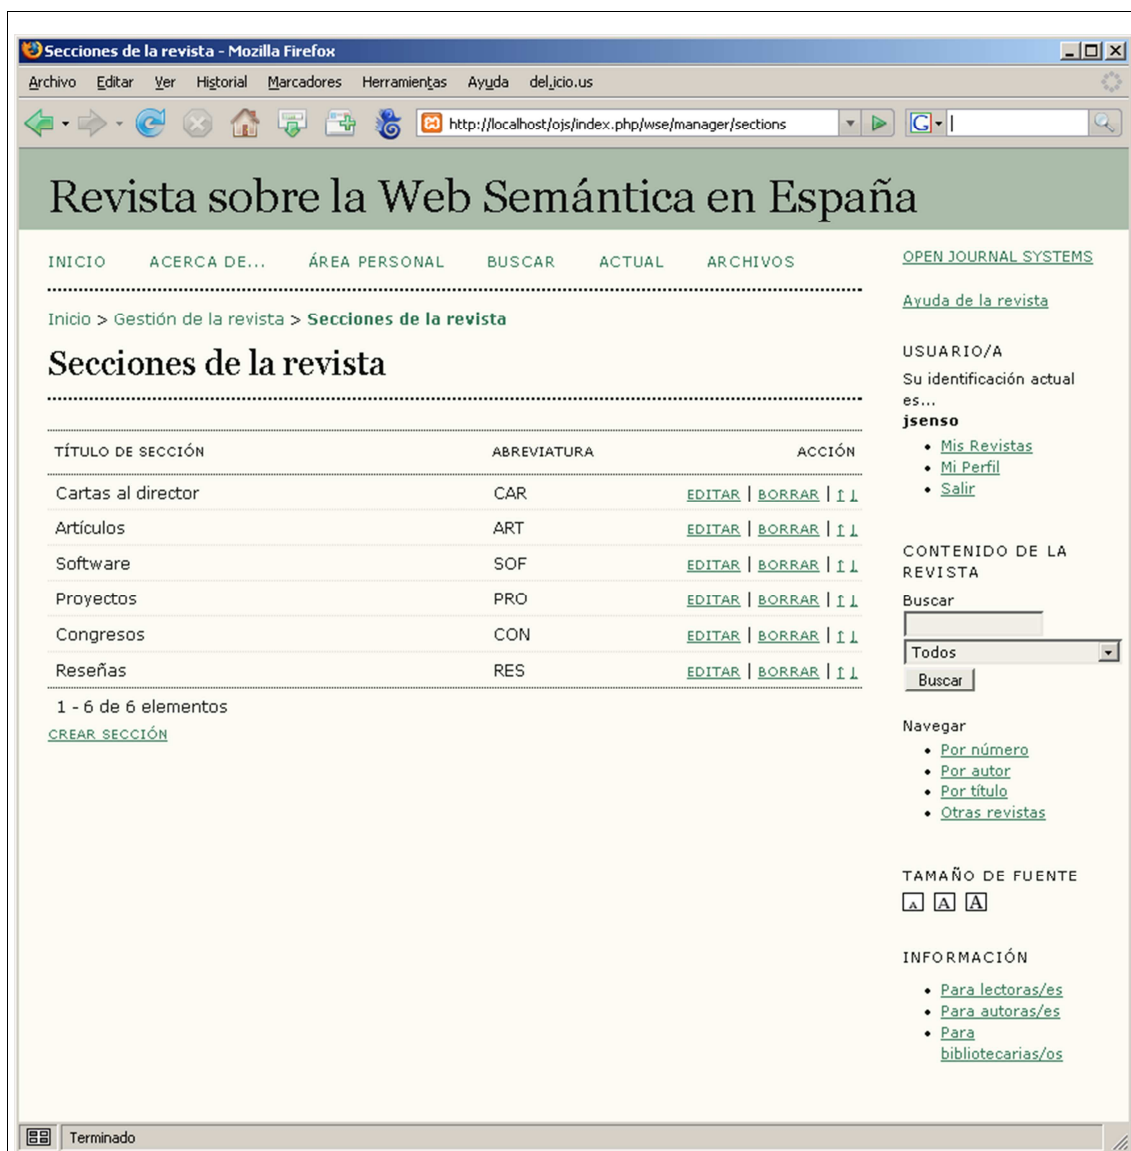 Secciones de la revista - Mozilla Firefox
Archivo Editar Ver Historial Marcadores Herramientas Ayuda del.icio.us
http://localhost/ojs/index.php/wse/manager/sections
G
Revista sobre la Web Semántica en España
INICIO ACERCA DE... ÁREA PERSONAL BUSCAR ACTUAL ARCHIVOS
Inicio > Gestión de la revista > Secciones de la revista
Secciones de la revista
TÍTULO DE SECCIÓN ABREVIATURA ACCIÓN
Cartas al director CAR EDITAR | BORRAR | ↑ ↓
Artículos ART EDITAR | BORRAR | ↑ ↓
Software SOF EDITAR | BORRAR | ↑ ↓
Proyectos PRO EDITAR | BORRAR | ↑ ↓
Congresos CON EDITAR | BORRAR | ↑ ↓
Reseñas RES EDITAR | BORRAR | ↑ ↓
1 - 6 de 6 elementos
CREAR SECCIÓN
OPEN JOURNAL SYSTEMS
Ayuda de la revista
USUARIO/A
Su identificación actual
es...
jsenso
• Mis Revistas
• Mi Perfil
• Salir
CONTENIDO DE LA
REVISTA
Buscar
Todos
Buscar
Navegar
• Por número
• Por autor
• Por título
• Otras revistas
TAMAÑO DE FUENTE
A A A
INFORMACIÓN
• Para lectoras/es
• Para autoras/es
• Para
bibliotecarias/os
Terminado